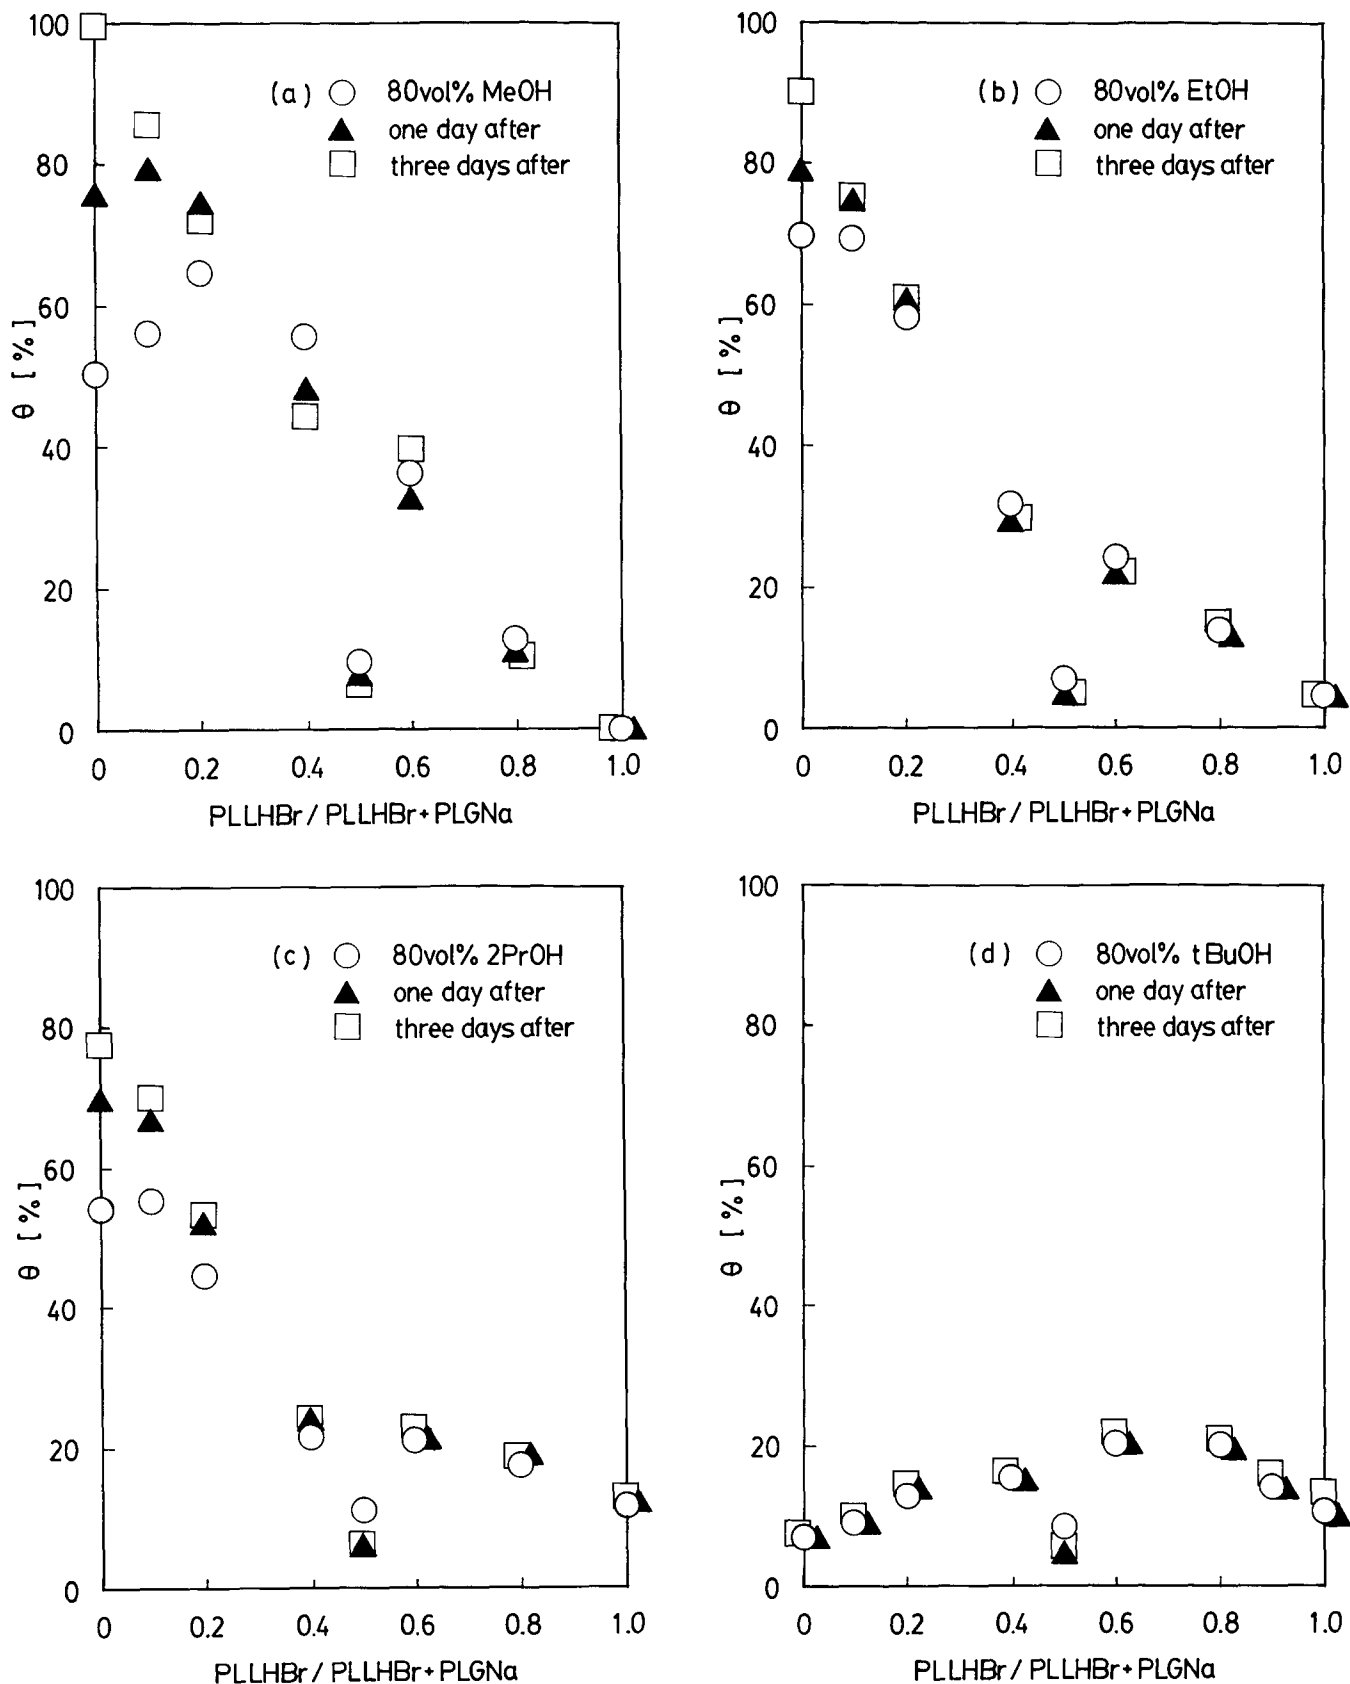 100
80
60
40
20
0
θ [%]
(a) ○ 80vol% MeOH
▲ one day after
□ three days after
0 0.2 0.4 0.6 0.8 1.0
PLLHBr / PLLHBr + PLGNa
100
80
60
40
20
0
θ [%]
(b) ○ 80vol% EtOH
▲ one day after
□ three days after
0 0.2 0.4 0.6 0.8 1.0
PLLHBr / PLLHBr + PLGNa
100
80
60
40
20
0
θ [%]
(c) ○ 80vol% 2PrOH
▲ one day after
□ three days after
0 0.2 0.4 0.6 0.8 1.0
PLLHBr / PLLHBr + PLGNa
100
80
60
40
20
0
θ [%]
(d) ○ 80vol% tBuOH
▲ one day after
□ three days after
0 0.2 0.4 0.6 0.8 1.0
PLLHBr / PLLHBr + PLGNa